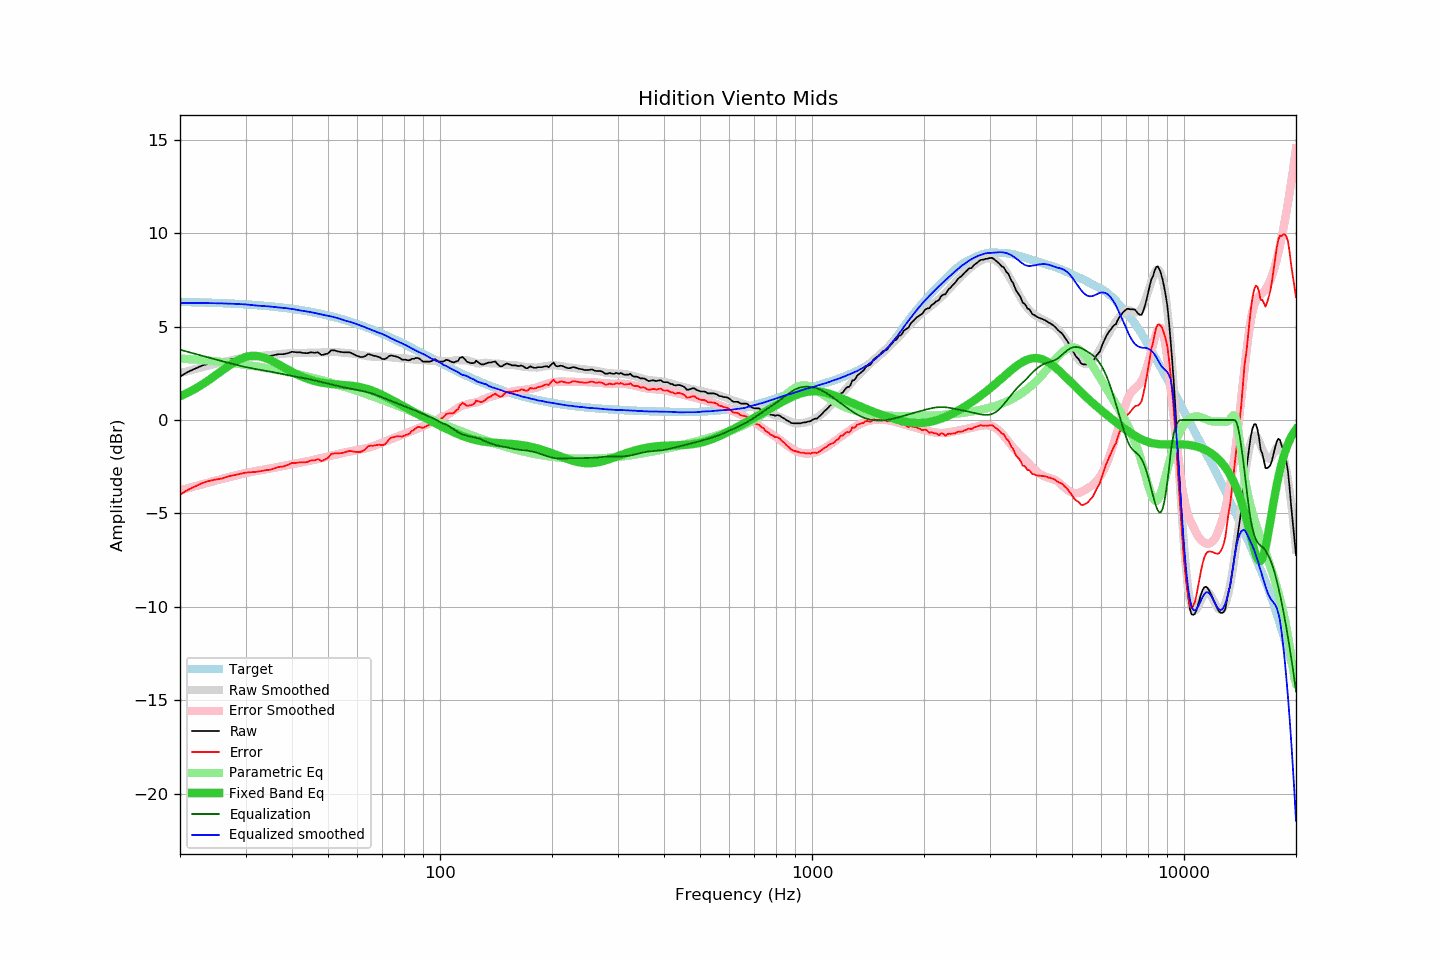 Hidition Viento Mids
15
10
5
0
−5
−10
−15
−20
Amplitude (dBr)
Target
Raw Smoothed
Error Smoothed
Raw
Error
Parametric Eq
Fixed Band Eq
Equalization
Equalized smoothed
100 1000 10000
Frequency (Hz)